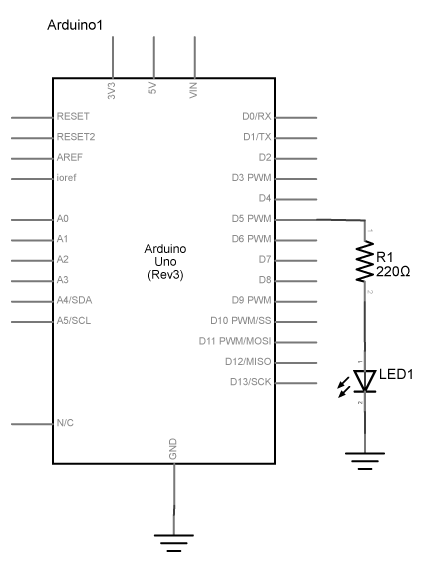 Arduino1
3V3
5V
VIN
RESET
RESET2
AREF
ioref
A0
A1
A2
A3
A4/SDA
A5/SCL
N/C
Arduino
Uno
(Rev3)
D0/RX
D1/TX
D2
D3 PWM
D4
D5 PWM
D6 PWM
D7
D8
D9 PWM
D10 PWM/SS
D11 PWM/MOSI
D12/MISO
D13/SCK
GND
1
R1
220Ω
2
1
LED1
2